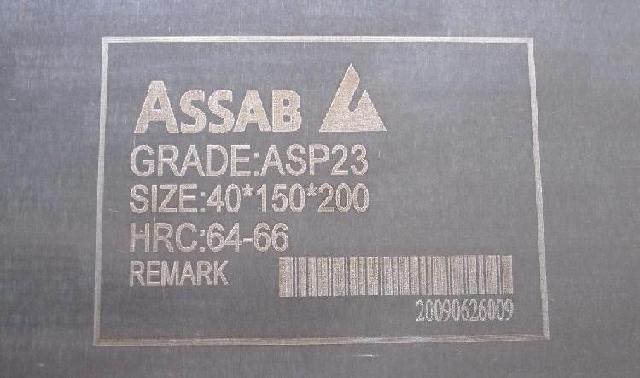 ASSAB
GRADE:ASP23
SIZE:40*150*200
HRC:64-66
REMARK
20090626009